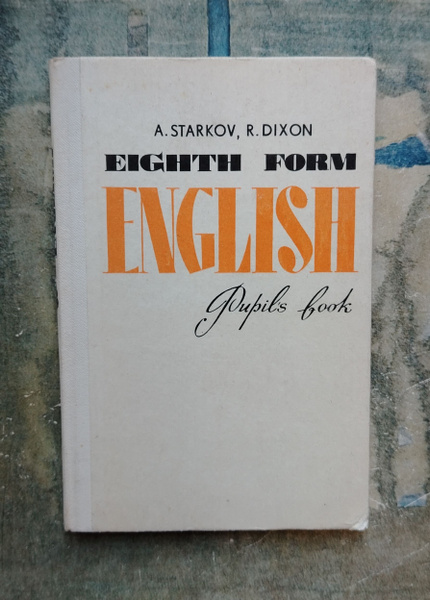 A. STARKOV, R. DIXON
EIGHTH FORM
ENGLISH
Pupil's book